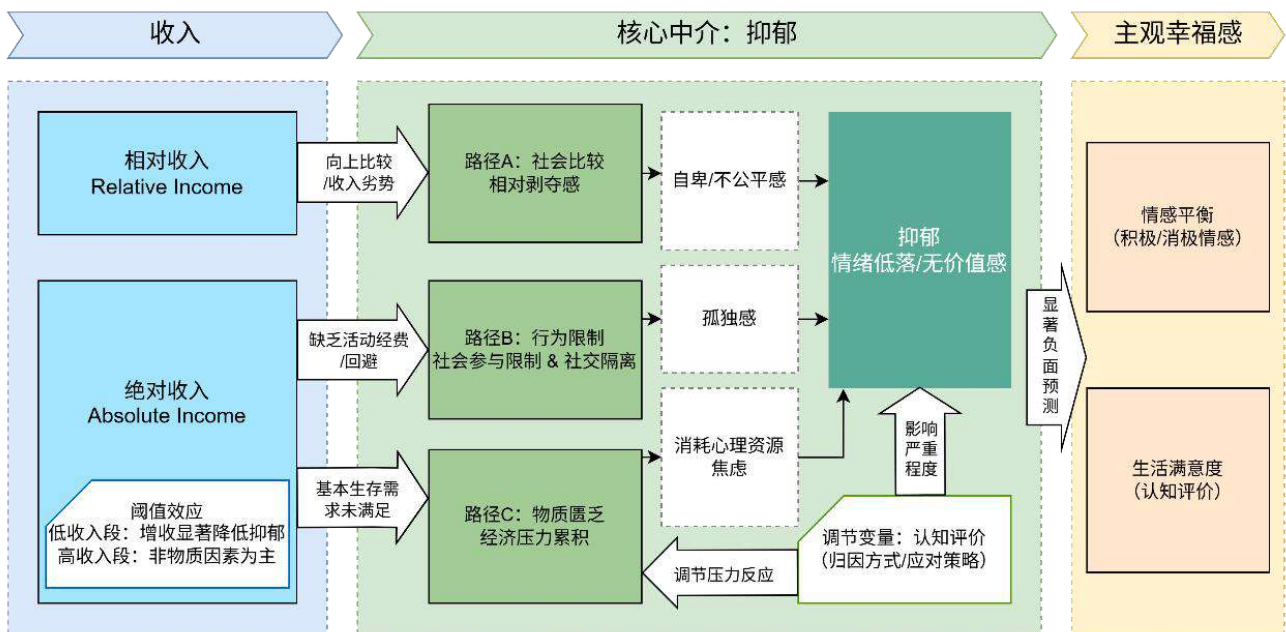 收入
核心中介：抑郁
主观幸福感
相对收入
Relative Income
向上比较
/收入劣势
路径A：社会比较
相对剥夺感
自卑/不公平感
抑郁
情绪低落/无价值感
情感平衡
（积极/消极情感）
绝对收入
Absolute Income
缺乏活动经费
/回避
路径B：行为限制
社会参与限制 & 社交隔离
孤独感
显著负面预测
阈值效应
低收入段：增收显著降低抑郁
高收入段：非物质因素为主
基本生存需
求未满足
路径C：物质匮乏
经济压力累积
消耗心理资源
焦虑
影响
严重
程度
调节变量：认知评价
（归因方式/应对策略）
调节压力反应
生活满意度
（认知评价）